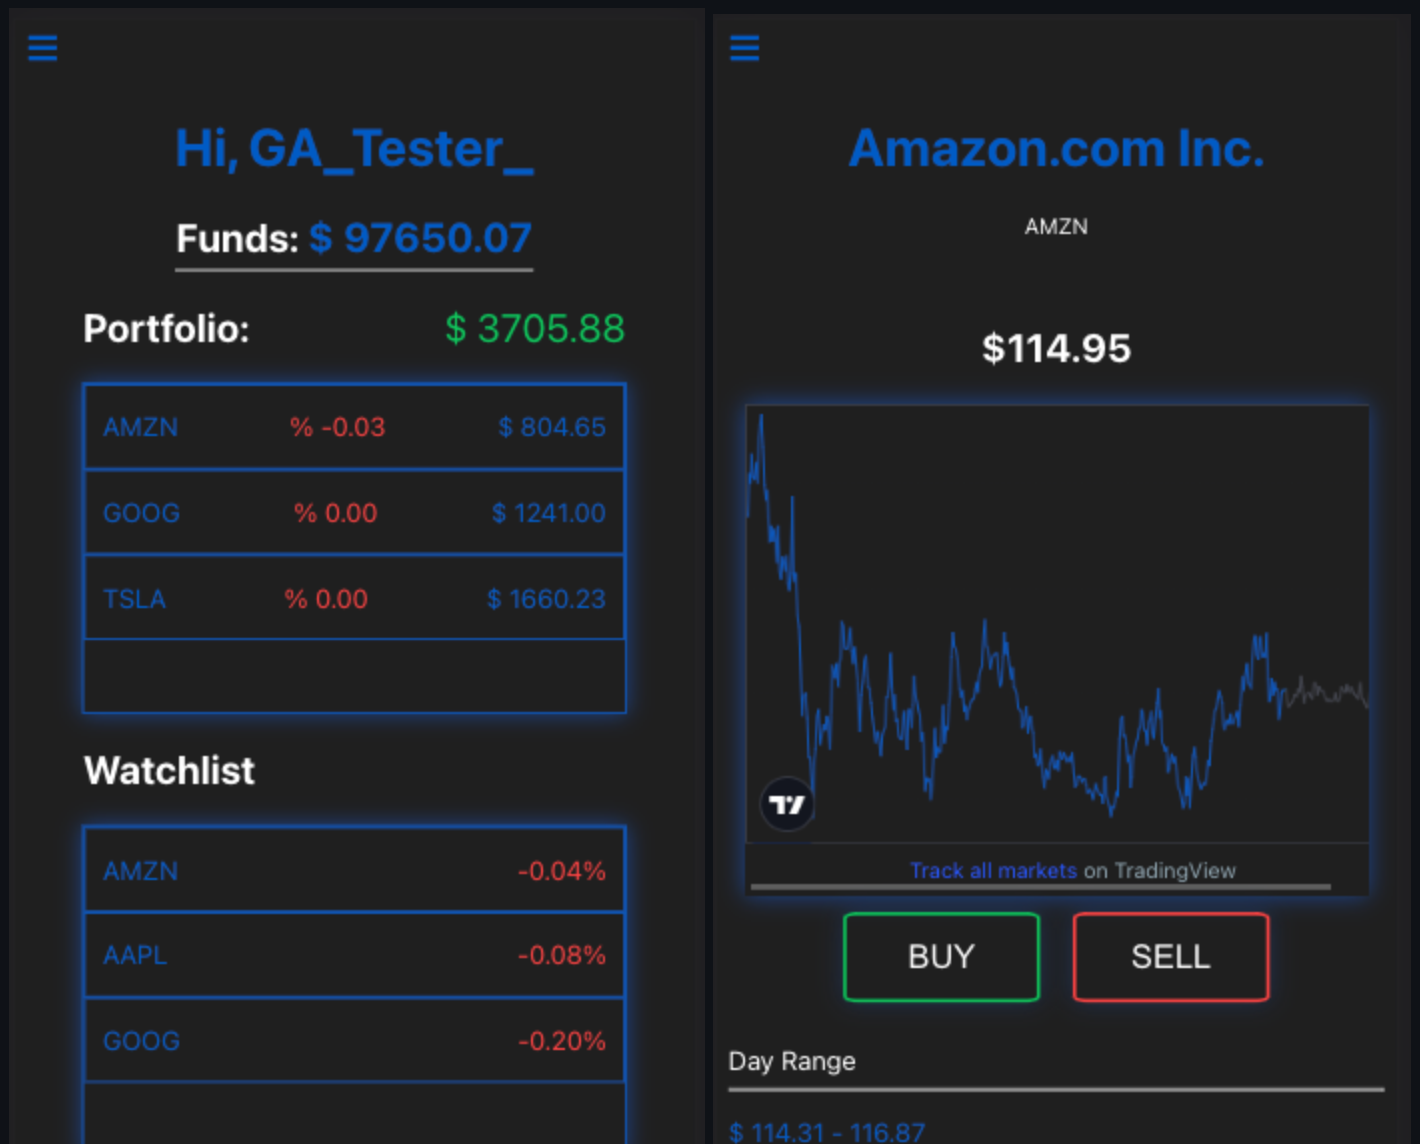 Hi, GA_Tester_
Funds: $ 97650.07
Portfolio: $ 3705.88
AMZN % -0.03 $ 804.65
GOOG % 0.00 $ 1241.00
TSLA % 0.00 $ 1660.23
Watchlist
AMZN -0.04%
AAPL -0.08%
GOOG -0.20%
Amazon.com Inc.
AMZN
$114.95
Track all markets on TradingView
BUY SELL
Day Range
$ 114.31 - 116.87